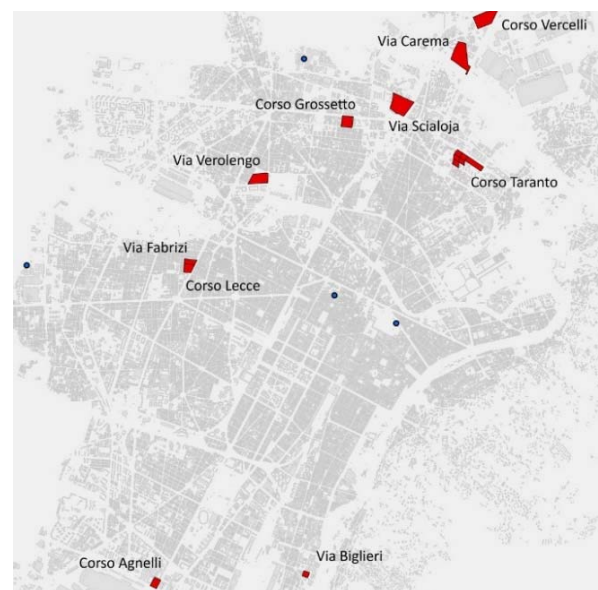 Corso Vercelli
Via Carema
Corso Grossetto
Via Scialoja
Via Verolengo
Corso Taranto
Via Fabrizi
Corso Lecce
Via Biglieri
Corso Agnelli